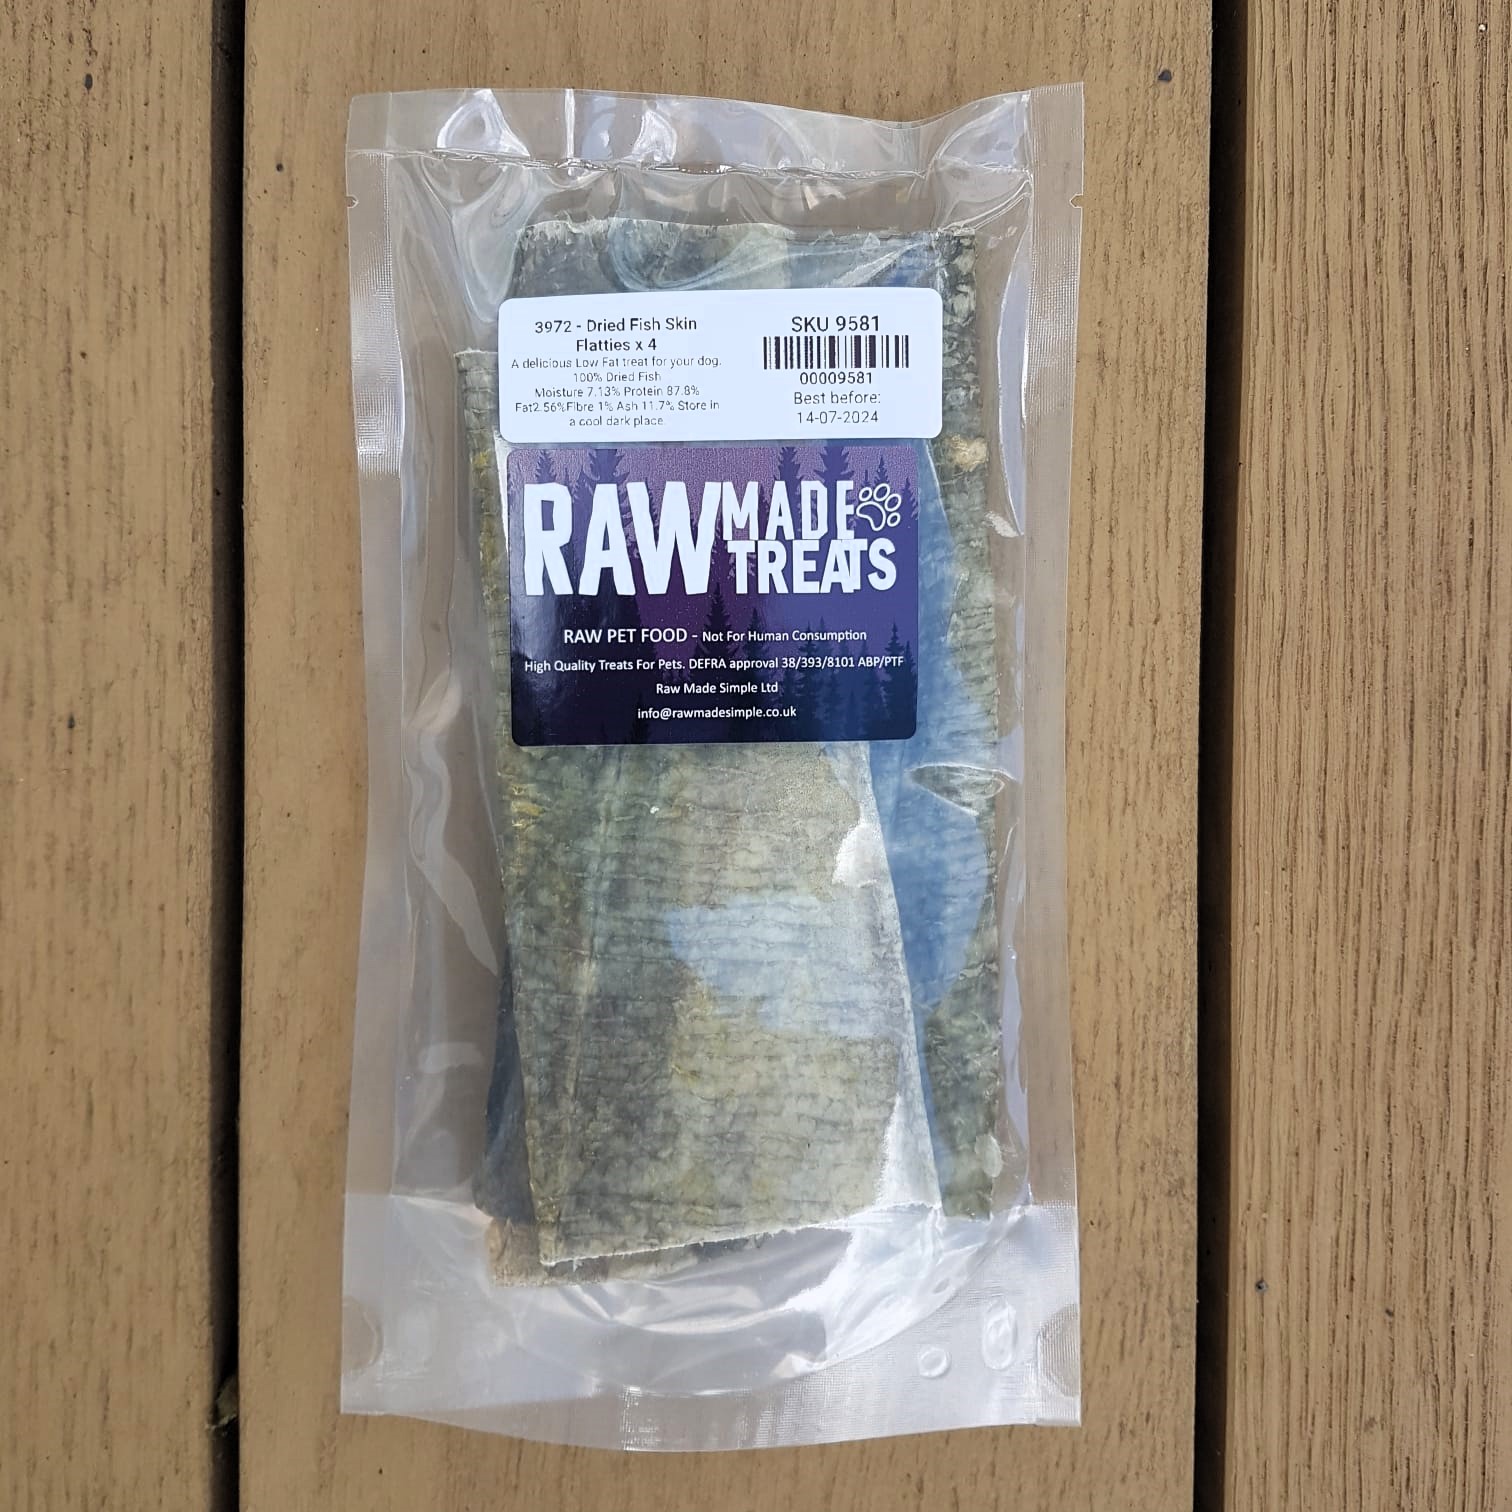 3972 - Dried Fish Skin
Flatties x 4
A delicious Low Fat treat for your dog.
100% Dried Fish
Moisture 7.13% Protein 87.8%
Fat2.56%Fibre 1% Ash 11.7% Store in
a cool dark place.
SKU 9581
00009581
Best before:
14-07-2024
RAW MADE
TREATS
RAW PET FOOD - Not For Human Consumption
High Quality Treats For Pets. DEFRA approval 38/393/8101 ABP/PTF
Raw Made Simple Ltd
info@rawmadesimple.co.uk